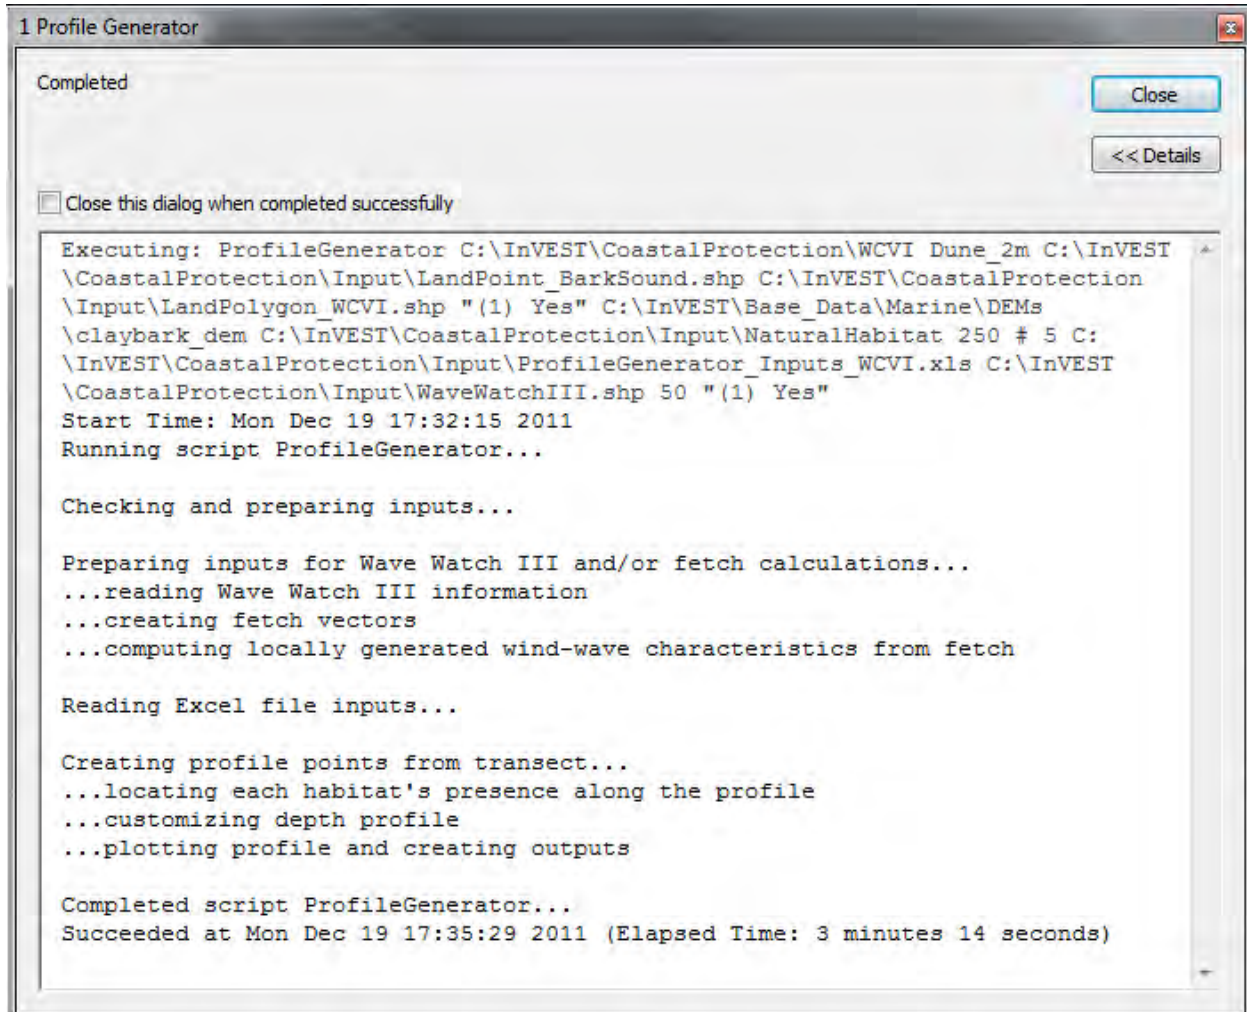 1 Profile Generator
Completed
Close
<< Details
Close this dialog when completed successfully
Executing: ProfileGenerator C:\InVEST\CoastalProtection\WCVI Dune_2m C:\InVEST
\CoastalProtection\Input\LandPoint_BarkSound.shp C:\InVEST\CoastalProtection
\Input\LandPolygon_WCVI.shp "(1) Yes" C:\InVEST\Base_Data\Marine\DEMs
\claybark_dem C:\InVEST\CoastalProtection\Input\NaturalHabitat 250 # 5 C:
\InVEST\CoastalProtection\Input\ProfileGenerator_Inputs_WCVI.xls C:\InVEST
\CoastalProtection\Input\WaveWatchIII.shp 50 "(1) Yes"
Start Time: Mon Dec 19 17:32:15 2011
Running script ProfileGenerator...
Checking and preparing inputs...
Preparing inputs for Wave Watch III and/or fetch calculations...
...reading Wave Watch III information
...creating fetch vectors
...computing locally generated wind-wave characteristics from fetch
Reading Excel file inputs...
Creating profile points from transect...
...locating each habitat's presence along the profile
...customizing depth profile
...plotting profile and creating outputs
Completed script ProfileGenerator...
Succeeded at Mon Dec 19 17:35:29 2011 (Elapsed Time: 3 minutes 14 seconds)